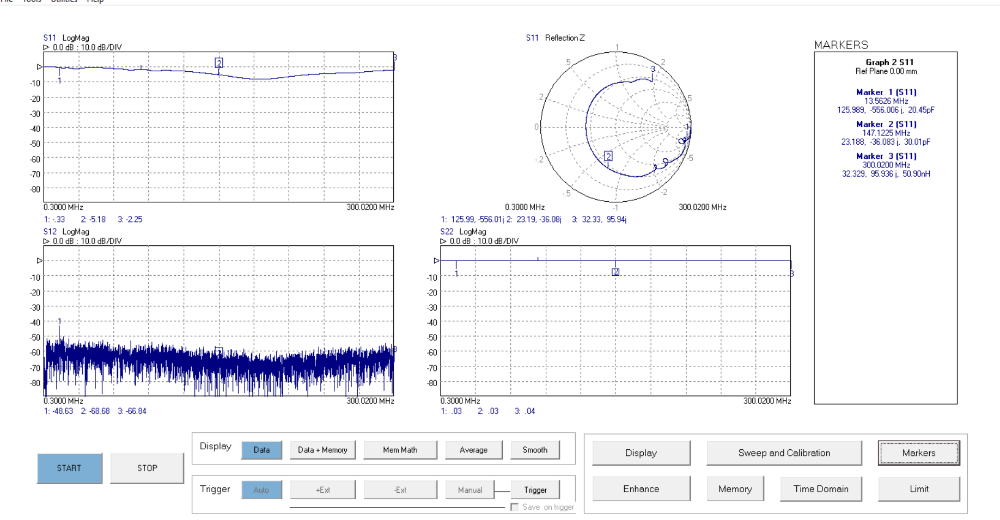 File Tools Utilities Help
S11 LogMag
0.0 dB : 10.0 dB/DIV
2
3
1
-10
-20
-30
-40
-50
-60
-70
-80
0.3000 MHz 300.0200 MHz
1: -.33 2: -5.18 3: -2.25
S11 Reflection Z
1
.5
2
3
.2
5
0
1
2
-.2
-5
-.5
-2
-1
0.3000 MHz 300.0200 MHz
1: 125.99, -556.01j 2: 23.19, -36.08j 3: 32.33, 95.94j
S12 LogMag
0.0 dB : 10.0 dB/DIV
-10
-20
-30
-40
-50
-60
-70
-80
1
2
3
0.3000 MHz 300.0200 MHz
1: -48.63 2: -68.68 3: -66.84
S22 LogMag
0.0 dB : 10.0 dB/DIV
1
2
3
-10
-20
-30
-40
-50
-60
-70
-80
0.3000 MHz 300.0200 MHz
1: .03 2: .03 3: .04
MARKERS
Graph 2 S11
Ref Plane 0.00 mm
Marker 1 (S11)
13.5626 MHz
125.989, -556.006 j, 20.45pF
Marker 2 (S11)
147.1225 MHz
23.188, -36.083 j, 30.01pF
Marker 3 (S11)
300.0200 MHz
32.329, 95.936 j, 50.90nH
START STOP
Display Data Data + Memory Mem Math Average Smooth
Trigger Auto +Ext -Ext Manual Trigger
Save on trigger
Display Sweep and Calibration Markers
Enhance Memory Time Domain Limit